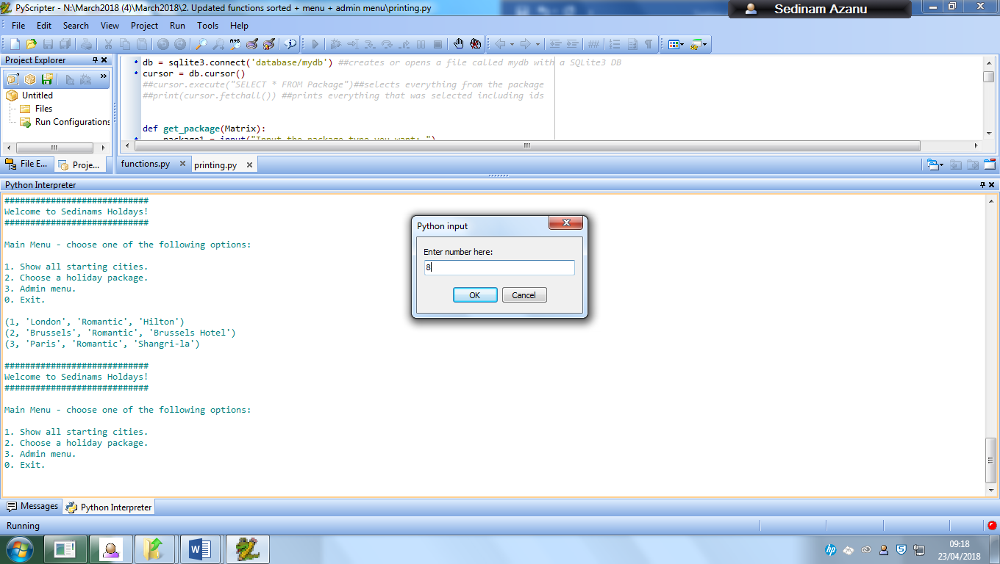 PyScripter - N:\March2018 (4)\March2018\2. Updated functions sorted + menu + admin menu\printing.py
Sedinam Azanu
File Edit Search View Project Run Tools Help
Project Explorer
Untitled
Files
Run Configurations
File E... Proje...
db = sqlite3.connect('database/mydb') ##creates or opens a file called mydb with a SQLite3 DB
cursor = db.cursor()
##cursor.execute("SELECT * FROM Package")##selects everything from the package
##print(cursor.fetchall()) ##prints everything that was selected including ids
def get_package(Matrix):
package1 = input("Input the package type you want: ")
functions.py printing.py
Python Interpreter
############################
Welcome to Sedinams Holdays!
############################
Main Menu - choose one of the following options:
1. Show all starting cities.
2. Choose a holiday package.
3. Admin menu.
0. Exit.
(1, 'London', 'Romantic', 'Hilton')
(2, 'Brussels', 'Romantic', 'Brussels Hotel')
(3, 'Paris', 'Romantic', 'Shangri-la')
############################
Welcome to Sedinams Holdays!
############################
Main Menu - choose one of the following options:
1. Show all starting cities.
2. Choose a holiday package.
3. Admin menu.
0. Exit.
Python input
Enter number here:
8
OK Cancel
Messages Python Interpreter
Running
09:18
23/04/2018